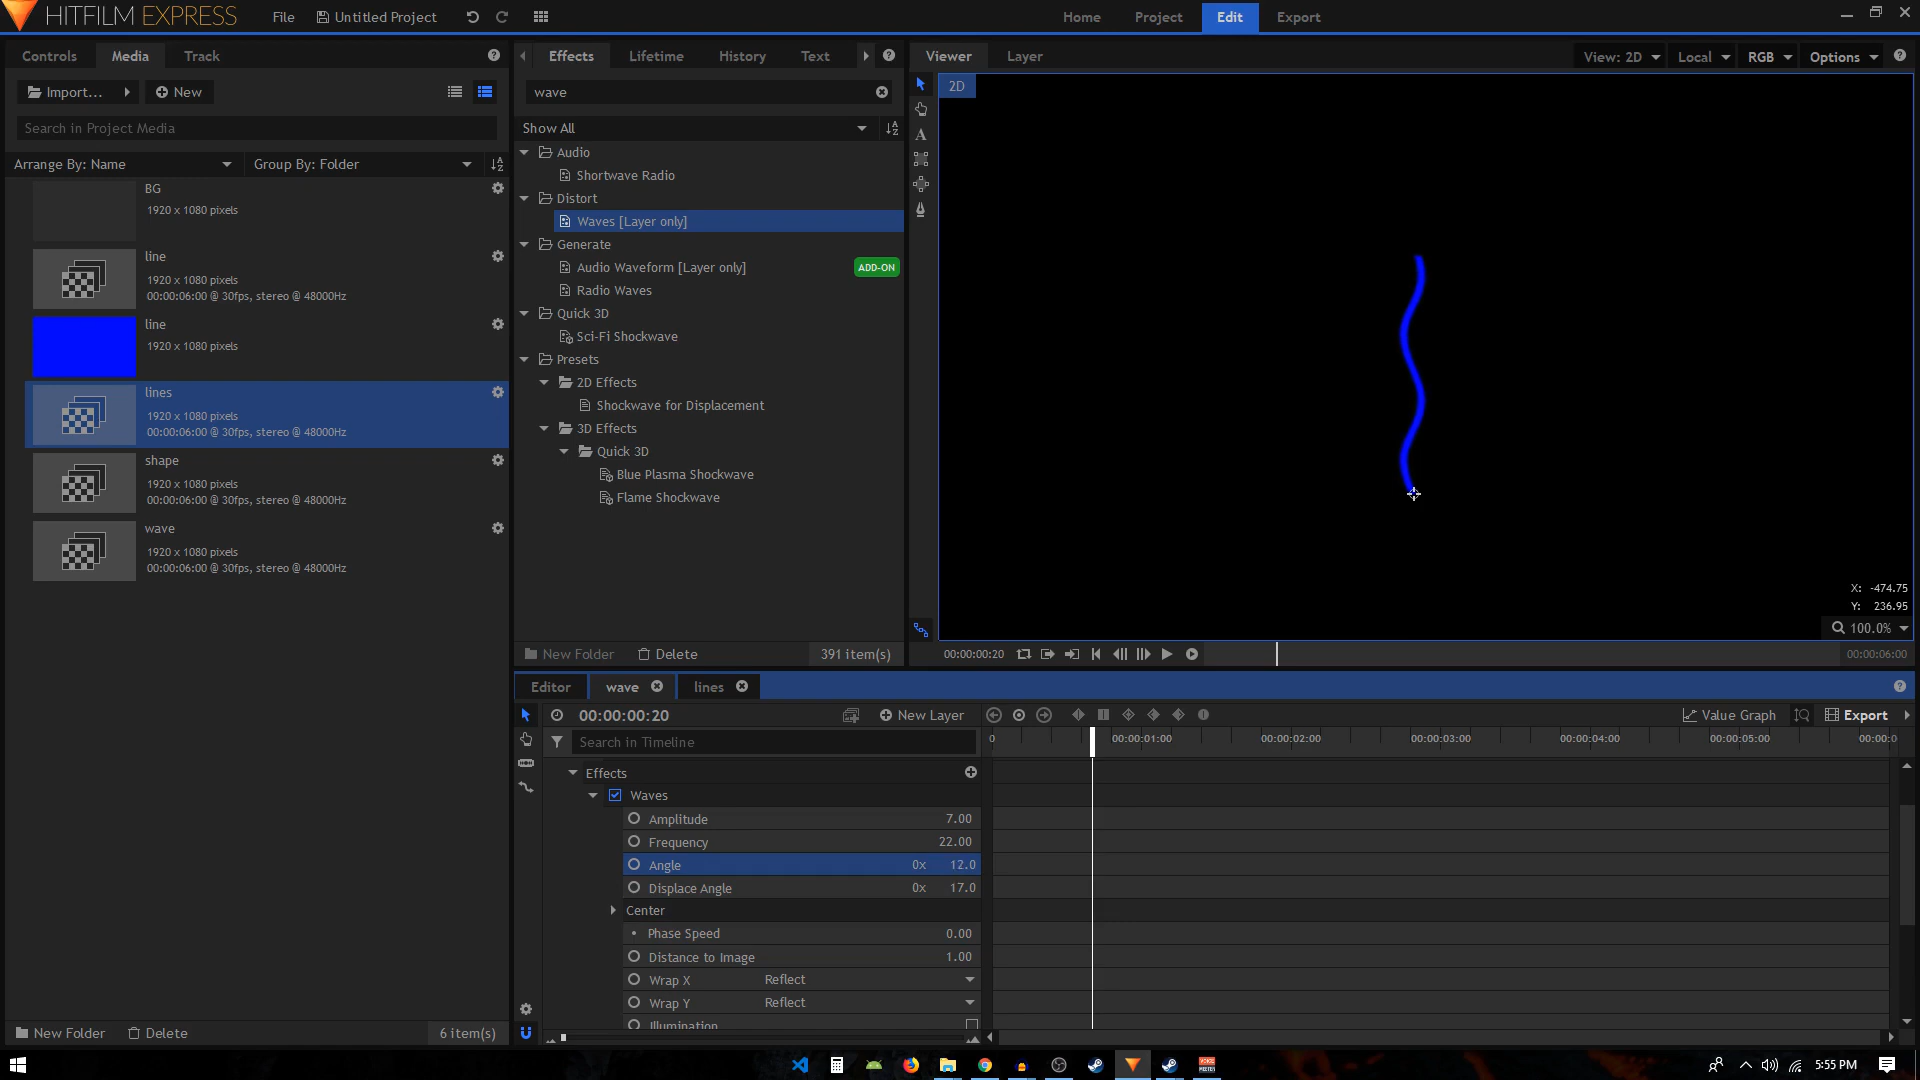 HITFILM EXPRESS
File
Untitled Project
Home
Project
Edit
Export
Controls
Media
Track
Import...
New
Search in Project Media
Arrange By: Name
Group By: Folder
BG
1920 x 1080 pixels
line
1920 x 1080 pixels
00:00:06:00 @ 30fps, stereo @ 48000Hz
line
1920 x 1080 pixels
lines
1920 x 1080 pixels
00:00:06:00 @ 30fps, stereo @ 48000Hz
shape
1920 x 1080 pixels
00:00:06:00 @ 30fps, stereo @ 48000Hz
wave
1920 x 1080 pixels
00:00:06:00 @ 30fps, stereo @ 48000Hz
New Folder
Delete
6 item(s)
Effects
Lifetime
History
Text
wave
Show All
Audio
Shortwave Radio
Distort
Waves [Layer only]
Generate
Audio Waveform [Layer only]
ADD-ON
Radio Waves
Quick 3D
Sci-Fi Shockwave
Presets
2D Effects
Shockwave for Displacement
3D Effects
Quick 3D
Blue Plasma Shockwave
Flame Shockwave
New Folder
Delete
391 item(s)
Viewer
Layer
View: 2D
Local
RGB
Options
2D
X: -474.75
Y: 236.95
100.0%
00:00:00:20
00:00:06:00
Editor
wave
lines
00:00:00:20
New Layer
Value Graph
Export
Search in Timeline
0
00:00:01:00
00:00:02:00
00:00:03:00
00:00:04:00
00:00:05:00
00:00:0
Effects
Waves
Amplitude 7.00
Frequency 22.00
Angle 0x 12.0
Displace Angle 0x 17.0
Center
Phase Speed 0.00
Distance to Image 1.00
Wrap X Reflect
Wrap Y Reflect
Illumination
5:55 PM